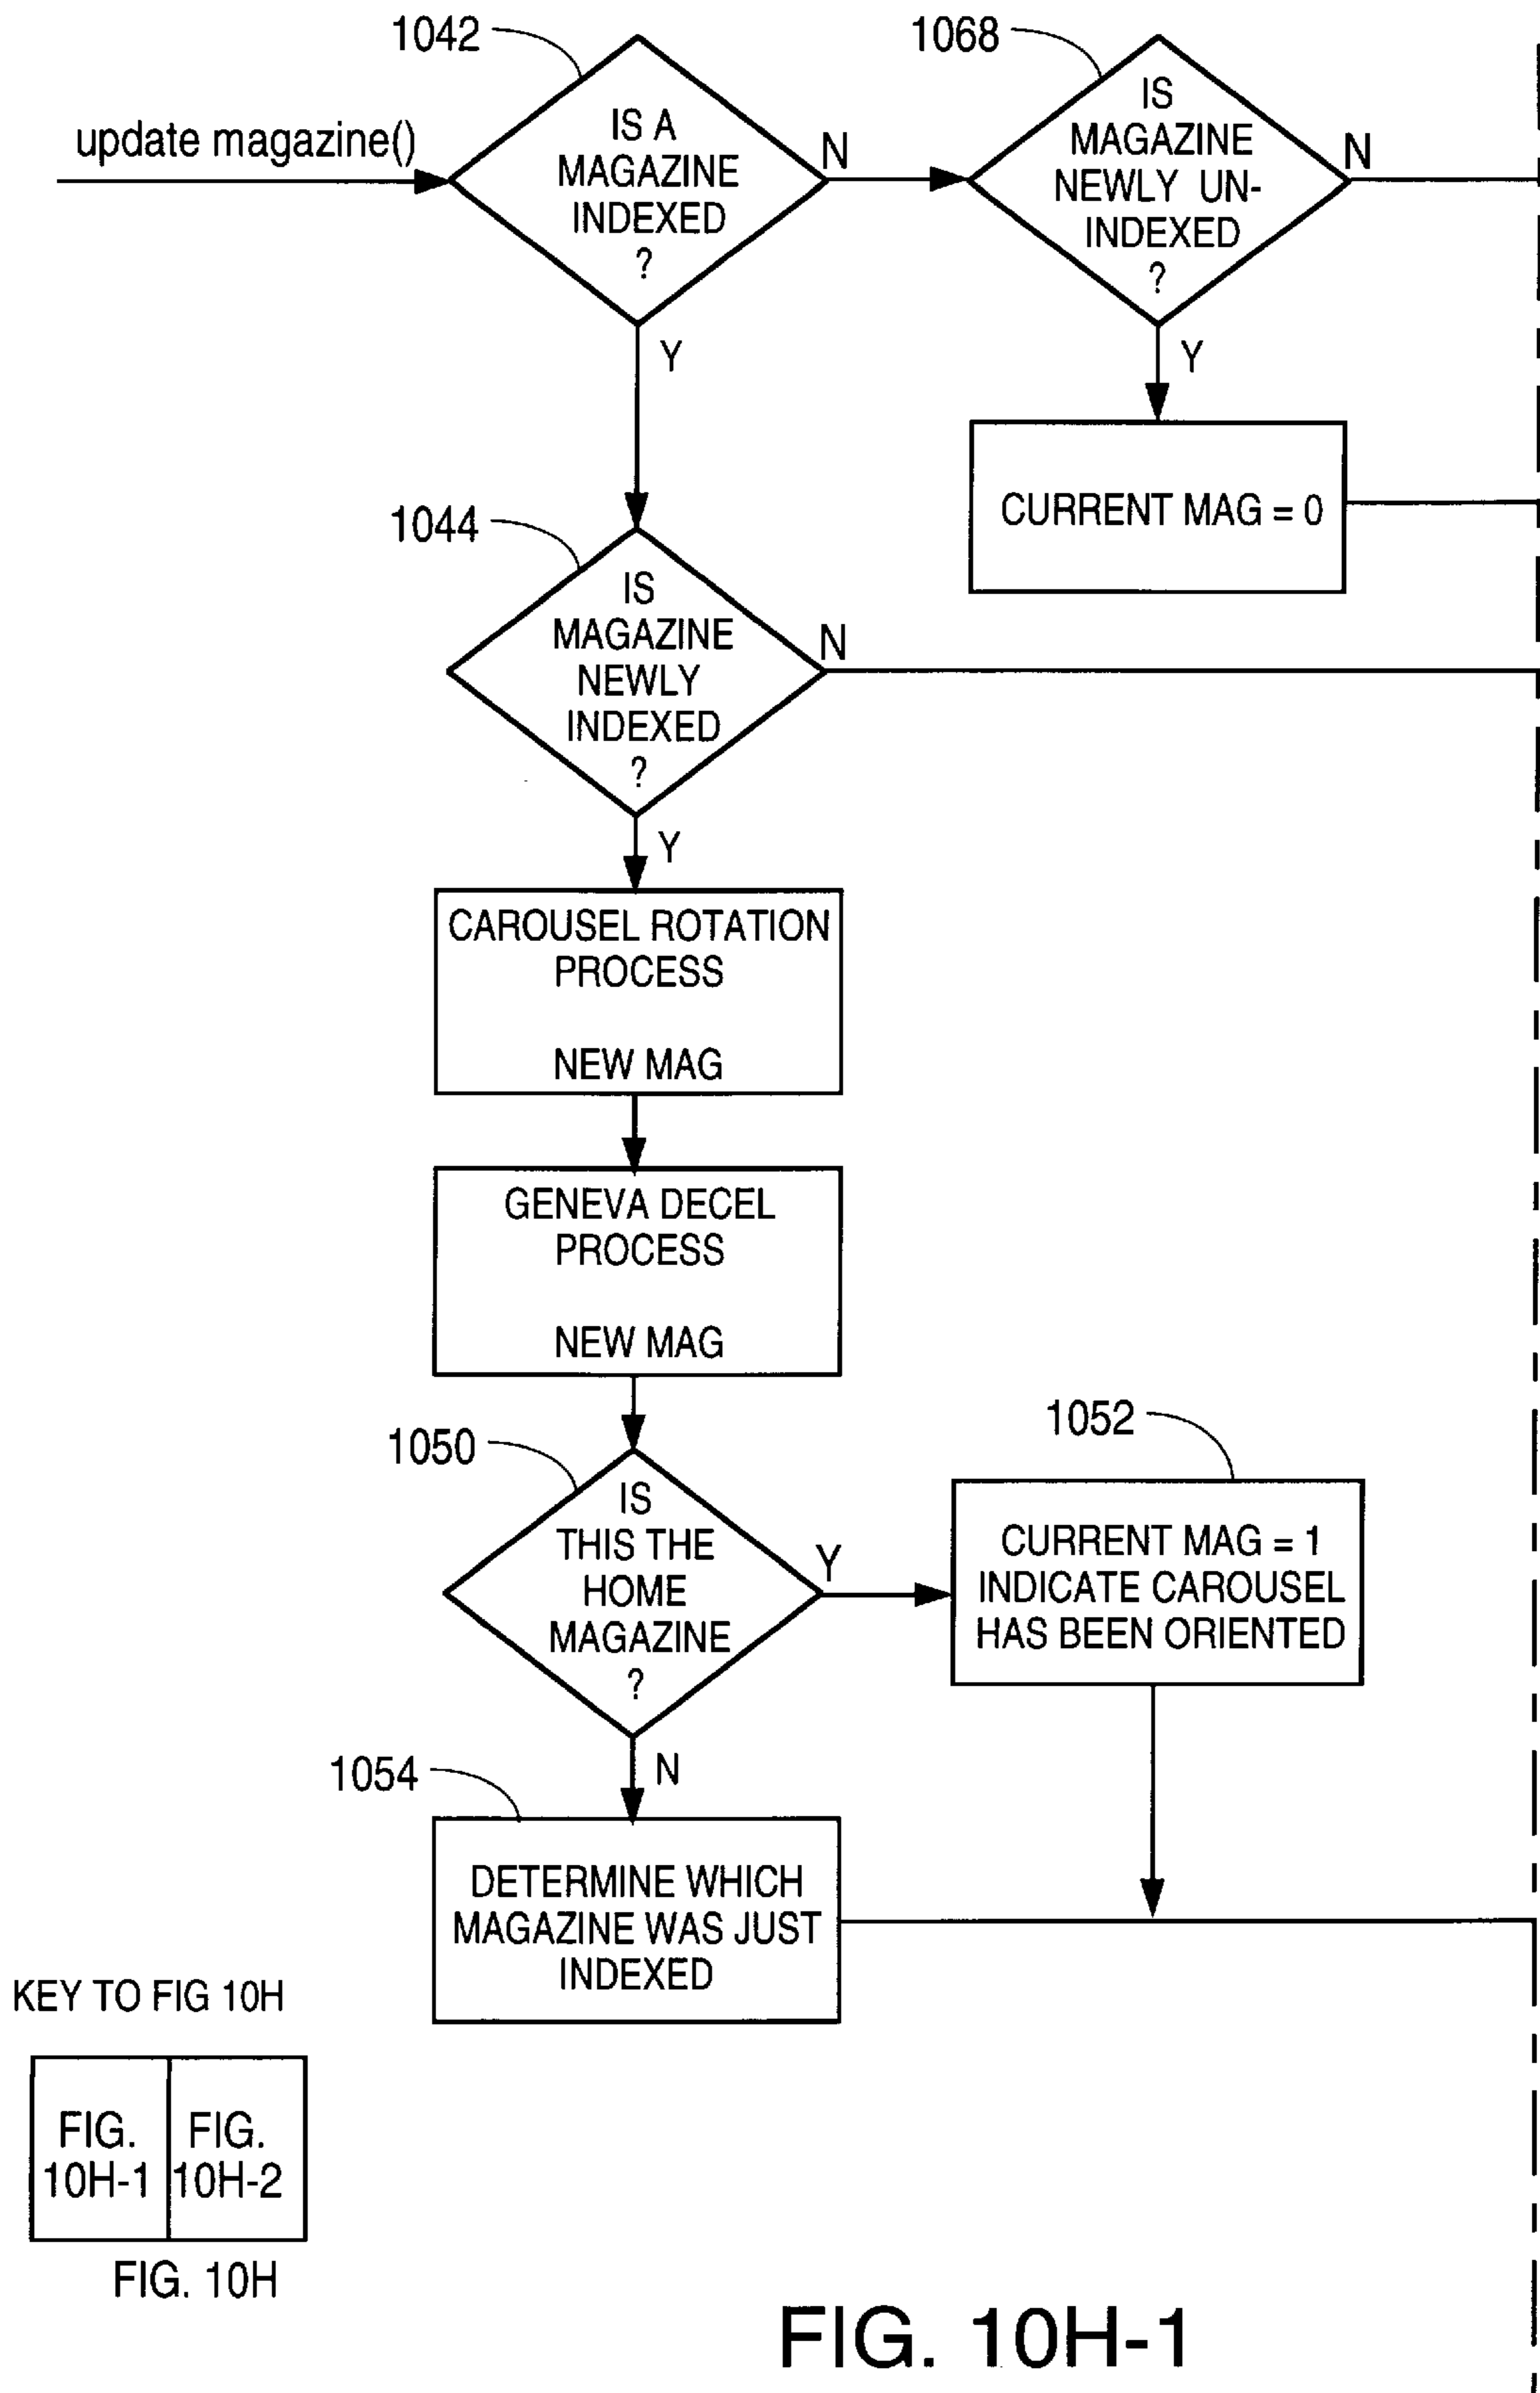 1042
1068
update magazine()
IS A
MAGAZINE
INDEXED
?
N
Y
IS
MAGAZINE
NEWLY UN-
INDEXED
?
N
Y
CURRENT MAG = 0
1044
IS
MAGAZINE
NEWLY
INDEXED
?
N
Y
CAROUSEL ROTATION
PROCESS
NEW MAG
GENEVA DECEL
PROCESS
NEW MAG
1050
IS
THIS THE
HOME
MAGAZINE
?
Y
N
1052
CURRENT MAG = 1
INDICATE CAROUSEL
HAS BEEN ORIENTED
1054
DETERMINE WHICH
MAGAZINE WAS JUST
INDEXED
KEY TO FIG 10H
FIG.
10H-1
FIG.
10H-2
FIG. 10H
FIG. 10H-1